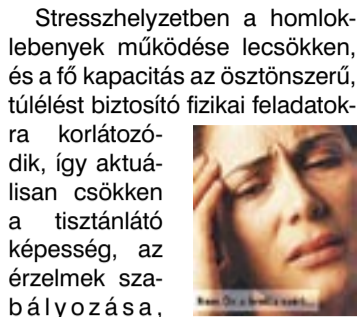 Stresszhelyzetben a homlok-
lebenyek működése lecsökken,
és a fő kapacitás az ösztönszerű,
túlélést biztosító fizikai feladatok-
ra korlátozó-
dik, így aktuá-
lisan csökken
a tisztánlátó
képesség, az
érzelmek sza-
bályozása,